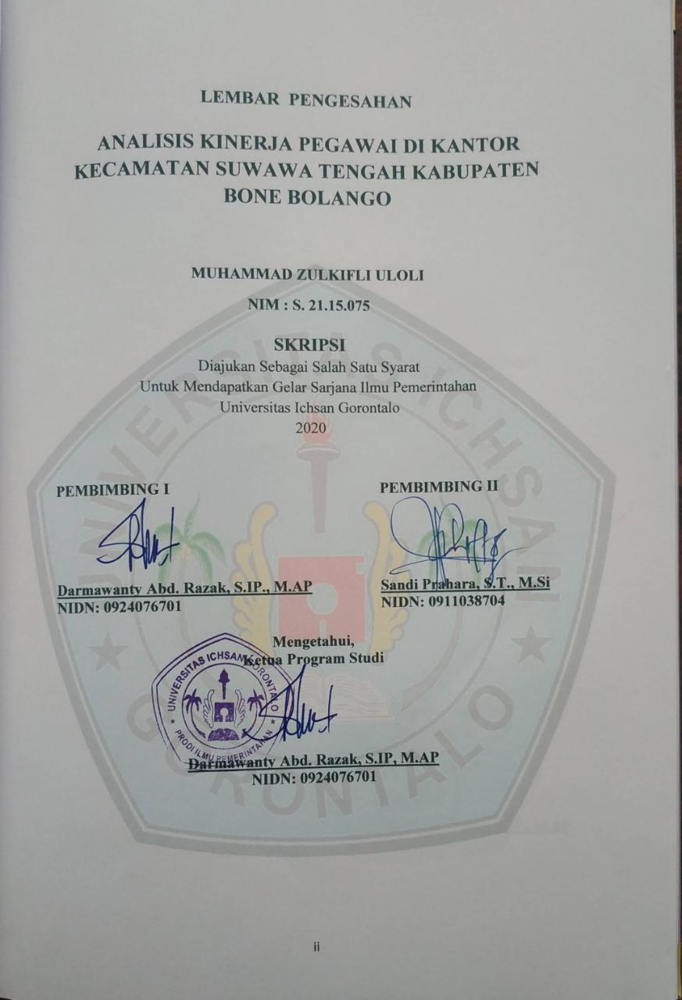 LEMBAR PENGESAHAN
ANALISIS KINERJA PEGAWAI DI KANTOR
KECAMATAN SUWAWA TENGAH KABUPATEN
BONE BOLANGO
MUHAMMAD ZULKIFLI ULOLI
NIM : S. 21.15.075
SKRIPSI
Diajukan Sebagai Salah Satu Syarat
Untuk Mendapatkan Gelar Sarjana Ilmu Pemerintahan
Universitas Ichsan Gorontalo
2020
UNIVERSITAS ICHSAN
GORONTALO
PEMBIMBING I
PEMBIMBING II
Darmawanty Abd. Razak, S.IP., M.AP
Sandi Prahara, S.T., M.Si
NIDN: 0924076701
NIDN: 0911038704
Mengetahui,
Ketua Program Studi
UNIVERSITAS ICHSAN GORONTALO
PRODI ILMU PEMERINTAHAN
Darmawanty Abd. Razak, S.IP, M.AP
NIDN: 0924076701
ii